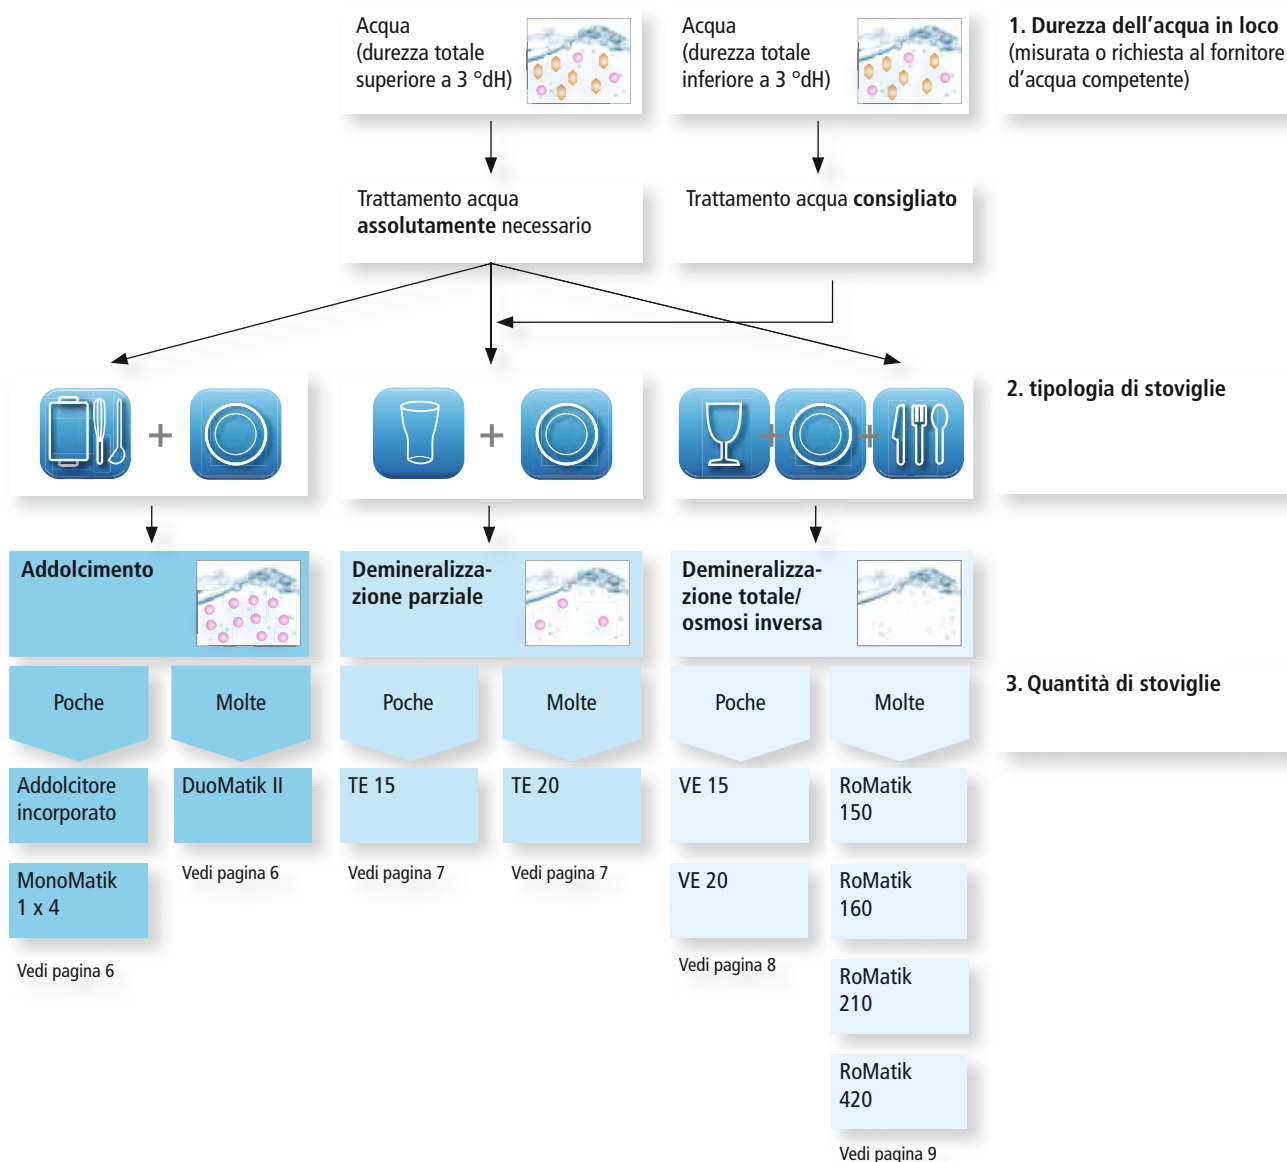 Acqua
(durezza totale
superiore a 3 °dH)
Acqua
(durezza totale
inferiore a 3 °dH)
1. Durezza dell’acqua in loco
(misurata o richiesta al fornitore
d’acqua competente)
Trattamento acqua
assolutamente necessario
Trattamento acqua consigliato
+
+
+
+
2. tipologia di stoviglie
Addolcimento
Demineralizza-
zione parziale
Demineralizza-
zione totale/
osmosi inversa
Poche
Molte
Poche
Molte
Poche
Molte
3. Quantità di stoviglie
Addolcitore
incorporato
MonoMatik
1 x 4
Vedi pagina 6
DuoMatik II
Vedi pagina 6
TE 15
Vedi pagina 7
TE 20
Vedi pagina 7
VE 15
VE 20
Vedi pagina 8
RoMatik
150
RoMatik
160
RoMatik
210
RoMatik
420
Vedi pagina 9